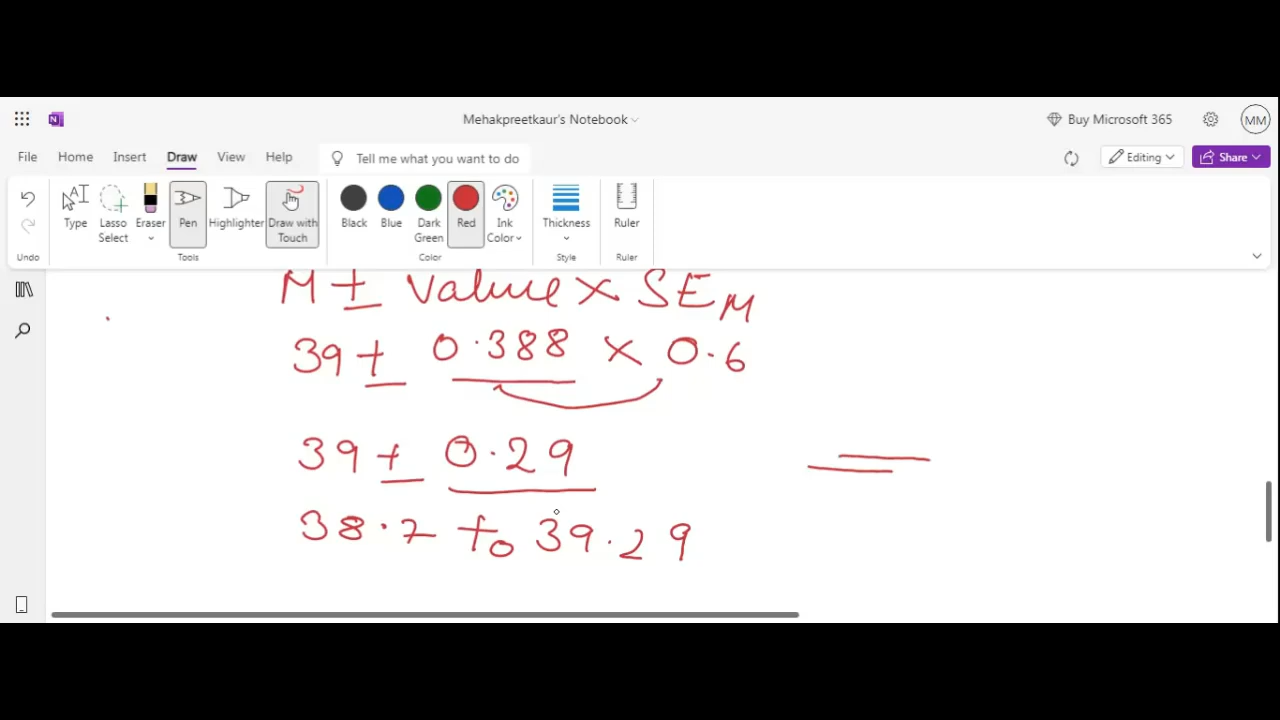 Mehakpreetkaur's Notebook
Buy Microsoft 365
MM
File Home Insert Draw View Help Tell me what you want to do Editing Share
Type Lasso Select Eraser Pen Highlighter Draw with Touch Black Blue Dark Green Red Ink Color Thickness Ruler
Undo Tools Color Style Ruler
M ± Value × SEM
39 ± 0.388 × 0.6
39 ± 0.29
38.7 to 39.29